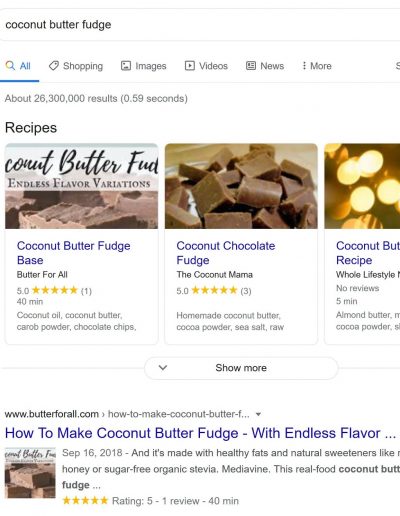 coconut butter fudge
All
Shopping
Images
Videos
News
More
S
About 26,300,000 results (0.59 seconds)
Recipes
conut Butter Fud
Endless Flavor Variations
Coconut Butter Fudge
Base
Butter For All
5.0 ★★★★★ (1)
40 min
Coconut oil, coconut butter,
carob powder, chocolate chips,
Coconut Chocolate
Fudge
The Coconut Mama
5.0 ★★★★★ (3)
Homemade coconut butter,
cocoa powder, sea salt, raw
Coconut But
Recipe
Whole Lifestyle N
No reviews
5 min
Almond butter, m
cocoa powder, sh
Show more
www.butterforall.com › how-to-make-coconut-butter-f...
How To Make Coconut Butter Fudge - With Endless Flavor ...
Sep 16, 2018 - And it's made with healthy fats and natural sweeteners like r
honey or sugar-free organic stevia. Mediavine. This real-food coconut butt
fudge ...
★★★★★ Rating: 5 - 1 review - 40 min